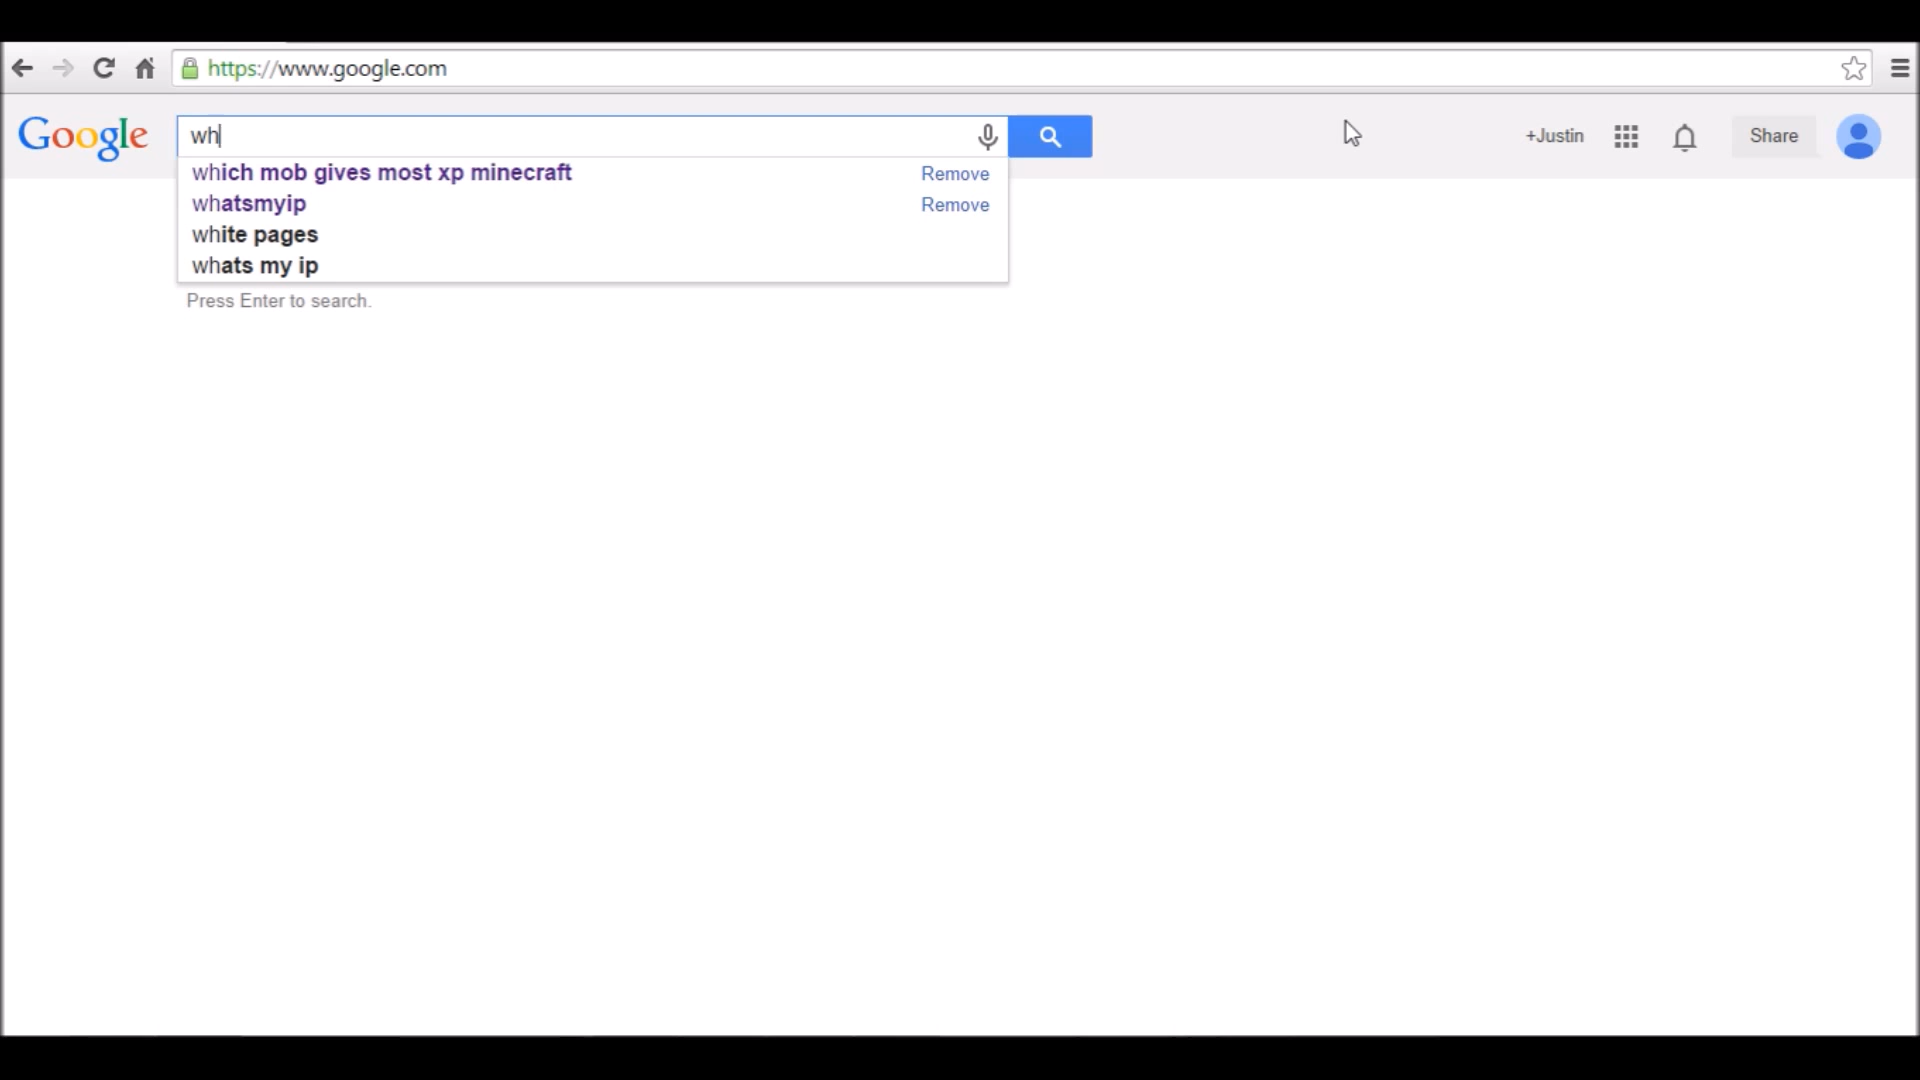 https://www.google.com
Google
wh
+Justin
Share
which mob gives most xp minecraft
Remove
whatsmyip
Remove
white pages
whats my ip
Press Enter to search.